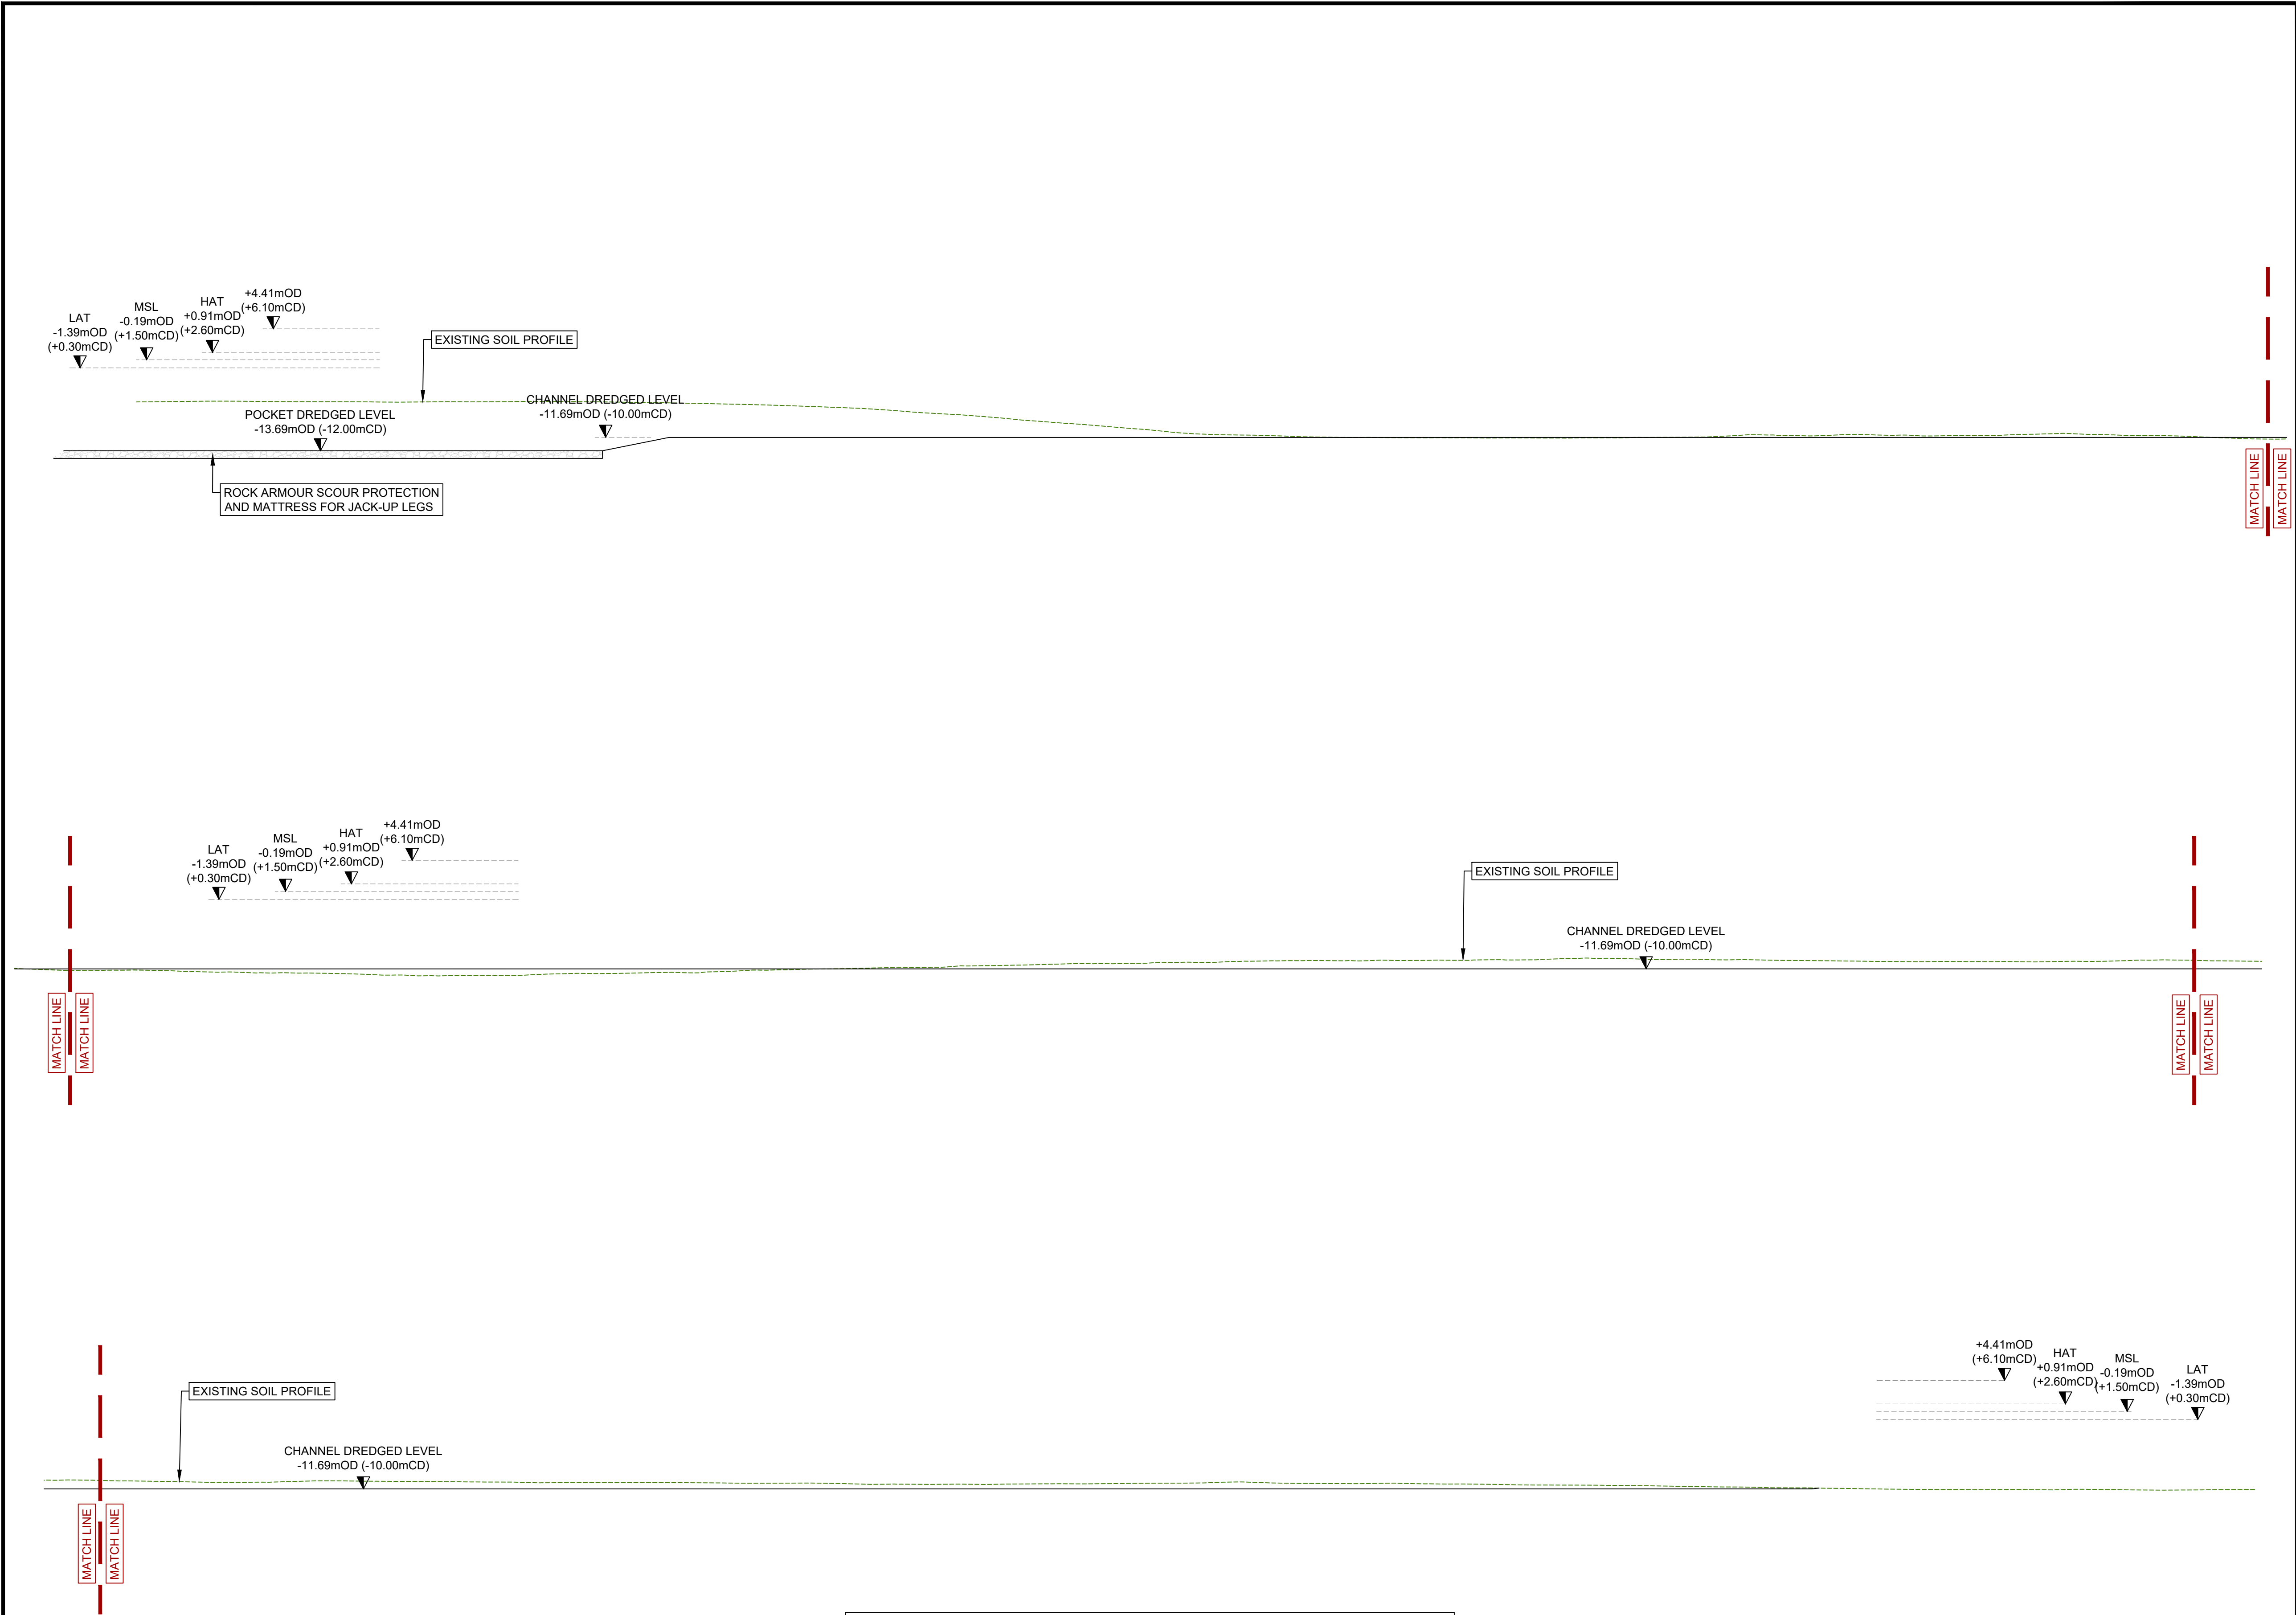 LAT
-1.39mOD
(+0.30mCD)
MSL
-0.19mOD
(+1.50mCD)
HAT
+0.91mOD
(+2.60mCD)
+4.41mOD
(+6.10mCD)
EXISTING SOIL PROFILE
POCKET DREDGED LEVEL
-13.69mOD (-12.00mCD)
CHANNEL DREDGED LEVEL
-11.69mOD (-10.00mCD)
ROCK ARMOUR SCOUR PROTECTION
AND MATTRESS FOR JACK-UP LEGS
MATCH LINE
MATCH LINE
LAT
-1.39mOD
(+0.30mCD)
MSL
-0.19mOD
(+1.50mCD)
HAT
+0.91mOD
(+2.60mCD)
+4.41mOD
(+6.10mCD)
EXISTING SOIL PROFILE
CHANNEL DREDGED LEVEL
-11.69mOD (-10.00mCD)
MATCH LINE
MATCH LINE
MATCH LINE
MATCH LINE
EXISTING SOIL PROFILE
CHANNEL DREDGED LEVEL
-11.69mOD (-10.00mCD)
+4.41mOD
(+6.10mCD)
HAT
+0.91mOD
(+2.60mCD)
MSL
-0.19mOD
(+1.50mCD)
LAT
-1.39mOD
(+0.30mCD)
MATCH LINE
MATCH LINE